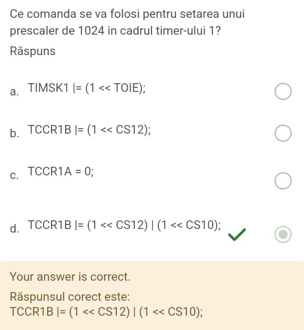 Ce comanda se va folosi pentru setarea unui
prescaler de 1024 in cadrul timer-ului 1?
Răspuns
a. TIMSK1 |= (1 << TOIE);
b. TCCR1B |= (1 << CS12);
c. TCCR1A = 0;
d. TCCR1B |= (1 << CS12) | (1 << CS10);
Your answer is correct.
Răspunsul corect este:
TCCR1B |= (1 << CS12) | (1 << CS10);